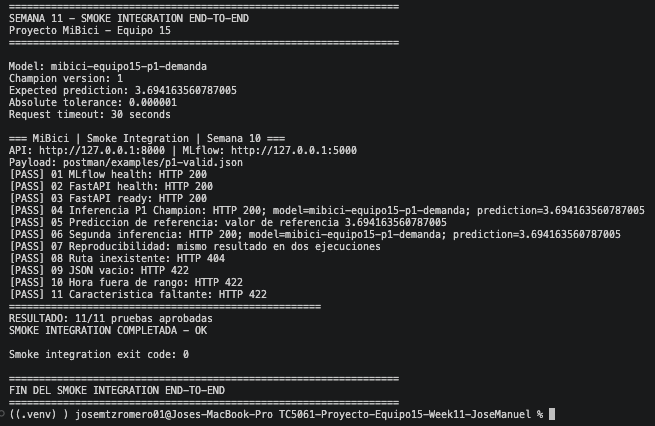 ==============================================================
SEMANA 11 - SMOKE INTEGRATION END-TO-END
Proyecto MiBici - Equipo 15
==============================================================
Model: mibici-equipo15-p1-demanda
Champion version: 1
Expected prediction: 3.694163560787005
Absolute tolerance: 0.000001
Request timeout: 30 seconds
=== MiBici | Smoke Integration | Semana 10 ===
API: http://127.0.0.1:8000 | MLflow: http://127.0.0.1:5000
Payload: postman/examples/p1-valid.json
[PASS] 01 MLflow health: HTTP 200
[PASS] 02 FastAPI health: HTTP 200
[PASS] 03 FastAPI ready: HTTP 200
[PASS] 04 Inferencia P1 Champion: HTTP 200; model=mibici-equipo15-p1-demanda; prediction=3.694163560787005
[PASS] 05 Prediccion de referencia: valor de referencia 3.694163560787005
[PASS] 06 Segunda inferencia: HTTP 200; model=mibici-equipo15-p1-demanda; prediction=3.694163560787005
[PASS] 07 Reproducibilidad: mismo resultado en dos ejecuciones
[PASS] 08 Ruta inexistente: HTTP 404
[PASS] 09 JSON vacio: HTTP 422
[PASS] 10 Hora fuera de rango: HTTP 422
[PASS] 11 Caracteristica faltante: HTTP 422
==================================================
RESULTADO: 11/11 pruebas aprobadas
SMOKE INTEGRATION COMPLETADA - OK
Smoke integration exit code: 0
==============================================================
FIN DEL SMOKE INTEGRATION END-TO-END
==============================================================
((.venv) ) josemtzromero01@Joses-MacBook-Pro TC5061-Proyecto-Equipo15-Week11-JoseManuel %